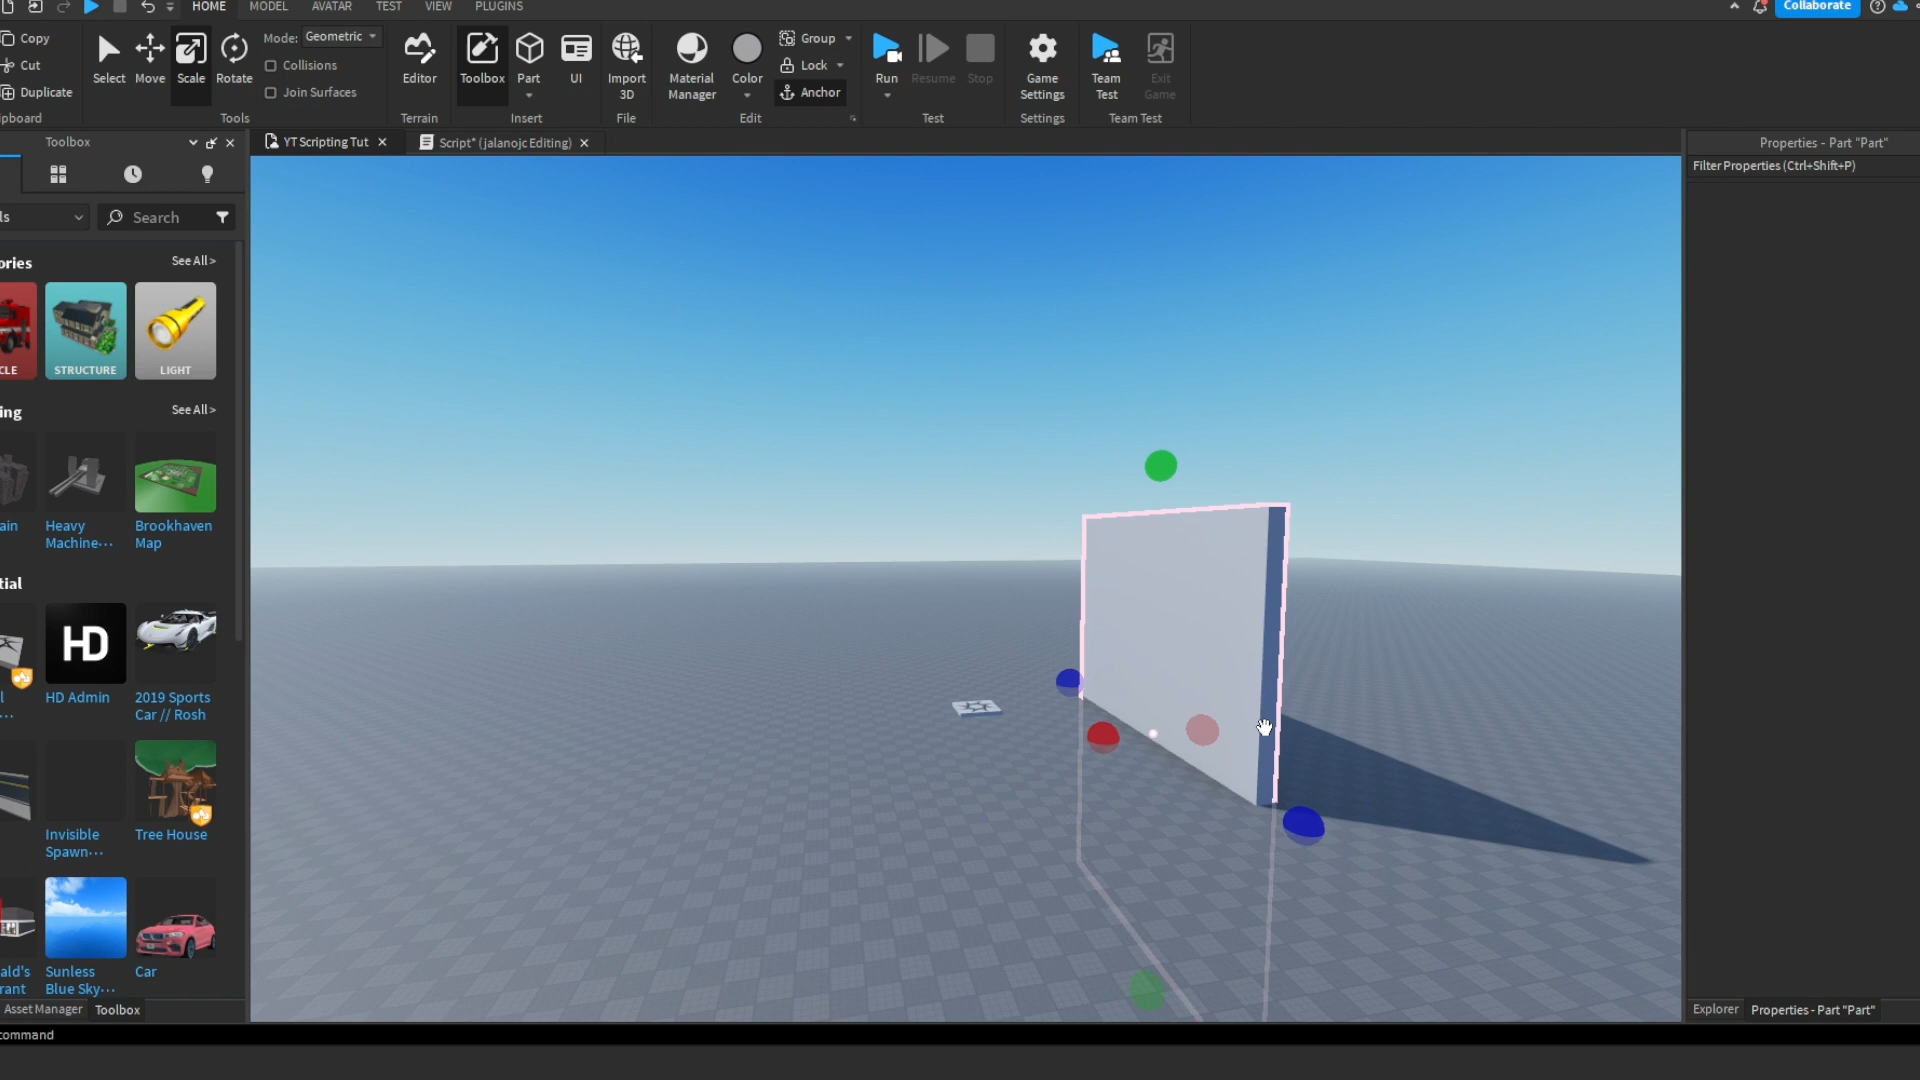 HOME MODEL AVATAR TEST VIEW PLUGINS
Collaborate
Copy
Cut
Duplicate
Select Move Scale Rotate
Mode: Geometric
Collisions
Join Surfaces
Tools
Editor
Terrain
Toolbox Part UI
Insert
Import
3D
File
Material
Manager
Color
Group
Lock
Anchor
Edit
Run Resume Stop
Test
Game
Settings
Settings
Team
Test
Exit
Game
Team Test
pboard
Toolbox
YT Scripting Tut
Script* (jalanojc Editing)
Properties - Part "Part"
Filter Properties (Ctrl+Shift+P)
ls
Search
ories
See All >
CLE
STRUCTURE
LIGHT
ing
See All >
ain
Heavy
Machine···
Brookhaven
Map
tial
l
...
HD
HD Admin
2019 Sports
Car // Rosh
Invisible
Spawn···
Tree House
ald's
rant
Sunless
Blue Sky···
Car
Asset Manager
Toolbox
Explorer
Properties - Part "Part"
command